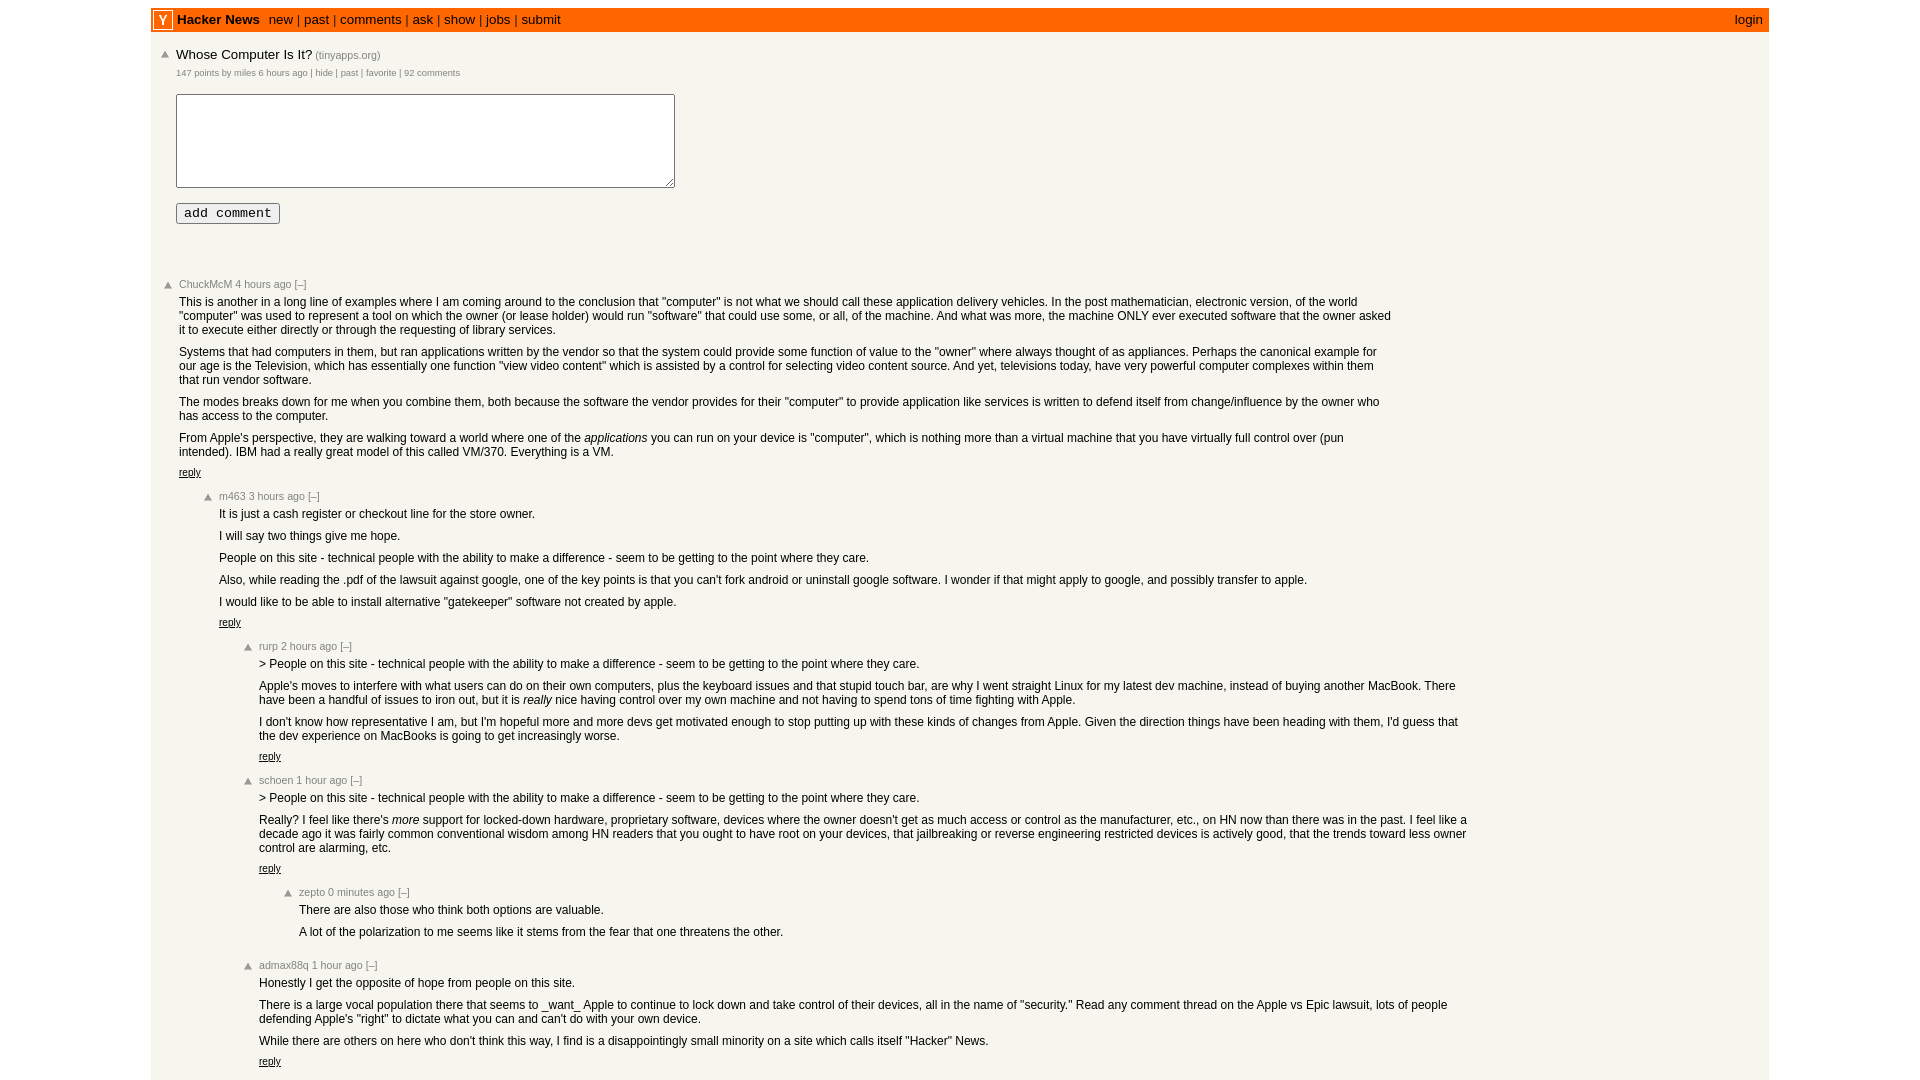 Y Hacker News new | past | comments | ask | show | jobs | submit login
Whose Computer Is It? (tinyapps.org)
147 points by miles 6 hours ago | hide | past | favorite | 92 comments
add comment
ChuckMcM 4 hours ago [–]
This is another in a long line of examples where I am coming around to the conclusion that "computer" is not what we should call these application delivery vehicles. In the post mathematician, electronic version, of the world
"computer" was used to represent a tool on which the owner (or lease holder) would run "software" that could use some, or all, of the machine. And what was more, the machine ONLY ever executed software that the owner asked
it to execute either directly or through the requesting of library services.
Systems that had computers in them, but ran applications written by the vendor so that the system could provide some function of value to the "owner" where always thought of as appliances. Perhaps the canonical example for
our age is the Television, which has essentially one function "view video content" which is assisted by a control for selecting video content source. And yet, televisions today, have very powerful computer complexes within them
that run vendor software.
The modes breaks down for me when you combine them, both because the software the vendor provides for their "computer" to provide application like services is written to defend itself from change/influence by the owner who
has access to the computer.
From Apple's perspective, they are walking toward a world where one of the applications you can run on your device is "computer", which is nothing more than a virtual machine that you have virtually full control over (pun
intended). IBM had a really great model of this called VM/370. Everything is a VM.
reply
m463 3 hours ago [–]
It is just a cash register or checkout line for the store owner.
I will say two things give me hope.
People on this site - technical people with the ability to make a difference - seem to be getting to the point where they care.
Also, while reading the .pdf of the lawsuit against google, one of the key points is that you can't fork android or uninstall google software. I wonder if that might apply to google, and possibly transfer to apple.
I would like to be able to install alternative "gatekeeper" software not created by apple.
reply
rurp 2 hours ago [–]
> People on this site - technical people with the ability to make a difference - seem to be getting to the point where they care.
Apple's moves to interfere with what users can do on their own computers, plus the keyboard issues and that stupid touch bar, are why I went straight Linux for my latest dev machine, instead of buying another MacBook. There
have been a handful of issues to iron out, but it is really nice having control over my own machine and not having to spend tons of time fighting with Apple.
I don't know how representative I am, but I'm hopeful more and more devs get motivated enough to stop putting up with these kinds of changes from Apple. Given the direction things have been heading with them, I'd guess that
the dev experience on MacBooks is going to get increasingly worse.
reply
schoen 1 hour ago [–]
> People on this site - technical people with the ability to make a difference - seem to be getting to the point where they care.
Really? I feel like there's more support for locked-down hardware, proprietary software, devices where the owner doesn't get as much access or control as the manufacturer, etc., on HN now than there was in the past. I feel like a
decade ago it was fairly common conventional wisdom among HN readers that you ought to have root on your devices, that jailbreaking or reverse engineering restricted devices is actively good, that the trends toward less owner
control are alarming, etc.
reply
zepto 0 minutes ago [–]
There are also those who think both options are valuable.
A lot of the polarization to me seems like it stems from the fear that one threatens the other.
admax88q 1 hour ago [–]
Honestly I get the opposite of hope from people on this site.
There is a large vocal population there that seems to _want_ Apple to continue to lock down and take control of their devices, all in the name of "security." Read any comment thread on the Apple vs Epic lawsuit, lots of people
defending Apple's "right" to dictate what you can and can't do with your own device.
While there are others on here who don't think this way, I find is a disappointingly small minority on a site which calls itself "Hacker" News.
reply